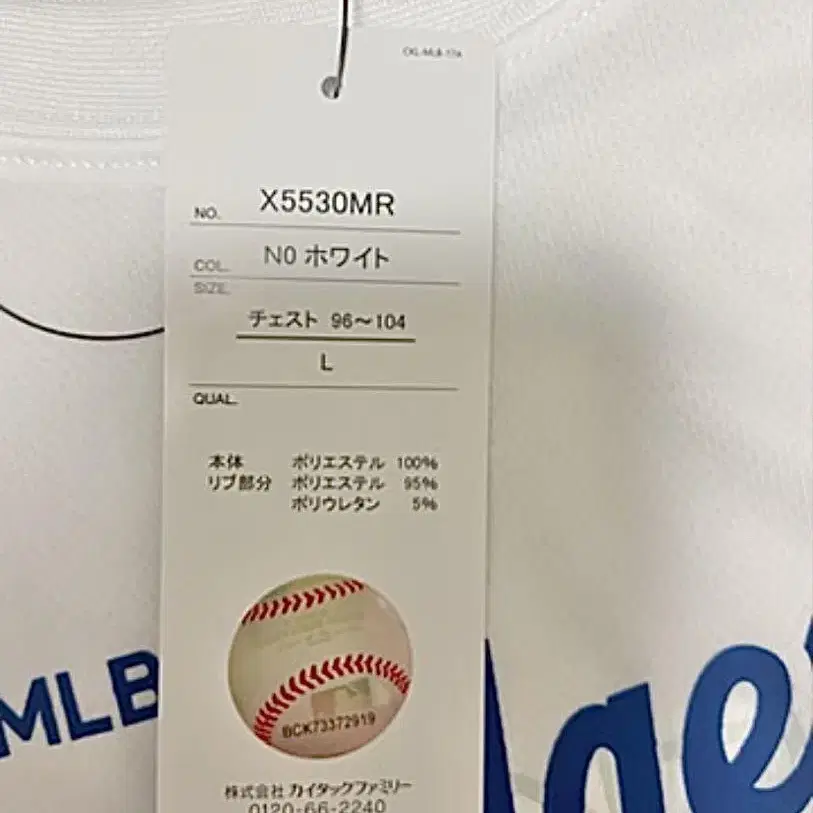 NO. X5530MR
COL. N0 ホワイト
SIZE.
チェスト 96～104
L
QUAL.
本体 ポリエステル 100%
リブ部分 ポリエステル 95%
ポリウレタン 5%
BCK73372919
MLB
株式会社 カイタックファミリー
0120-66-2240